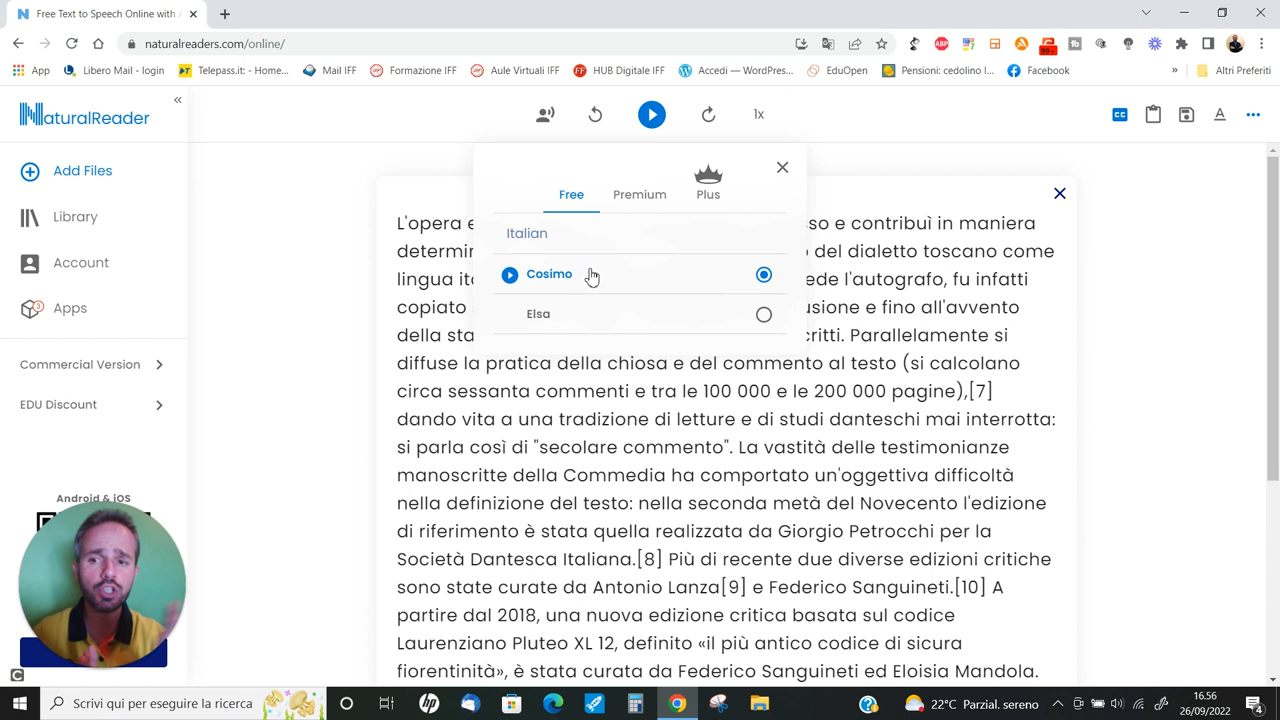 Free Text to Speech Online with A
naturalreaders.com/online/
App
Libero Mail - login
Telepass.it: - Home...
Mail IFF
Formazione IFF
Aule Virtuali IFF
HUB Digitale IFF
Accedi — WordPres...
EduOpen
Pensioni: cedolino I...
Facebook
»
Altri Preferiti
NaturalReader
«
1x
Add Files
Library
Account
3
Apps
Commercial Version
EDU Discount
Android & iOS
Free
Premium
Plus
Italian
Cosimo
Elsa
L'opera e
so e contribuì in maniera
determin
o del dialetto toscano come
lingua it
ede l'autografo, fu infatti
copiato
usione e fino all'avvento
della sta
critti. Parallelamente si
diffuse la pratica della chiosa e del commento al testo (si calcolano
circa sessanta commenti e tra le 100 000 e le 200 000 pagine),[7]
dando vita a una tradizione di letture e di studi danteschi mai interrotta:
si parla così di "secolare commento". La vastità delle testimonianze
manoscritte della Commedia ha comportato un'oggettiva difficoltà
nella definizione del testo: nella seconda metà del Novecento l'edizione
di riferimento è stata quella realizzata da Giorgio Petrocchi per la
Società Dantesca Italiana.[8] Più di recente due diverse edizioni critiche
sono state curate da Antonio Lanza[9] e Federico Sanguineti.[10] A
partire dal 2018, una nuova edizione critica basata sul codice
Laurenziano Pluteo XL 12, definito «il più antico codice di sicura
fiorentinità», è stata curata da Federico Sanguineti ed Eloisia Mandola.
Scrivi qui per eseguire la ricerca
22°C Parzial. sereno
16.56
26/09/2022
4